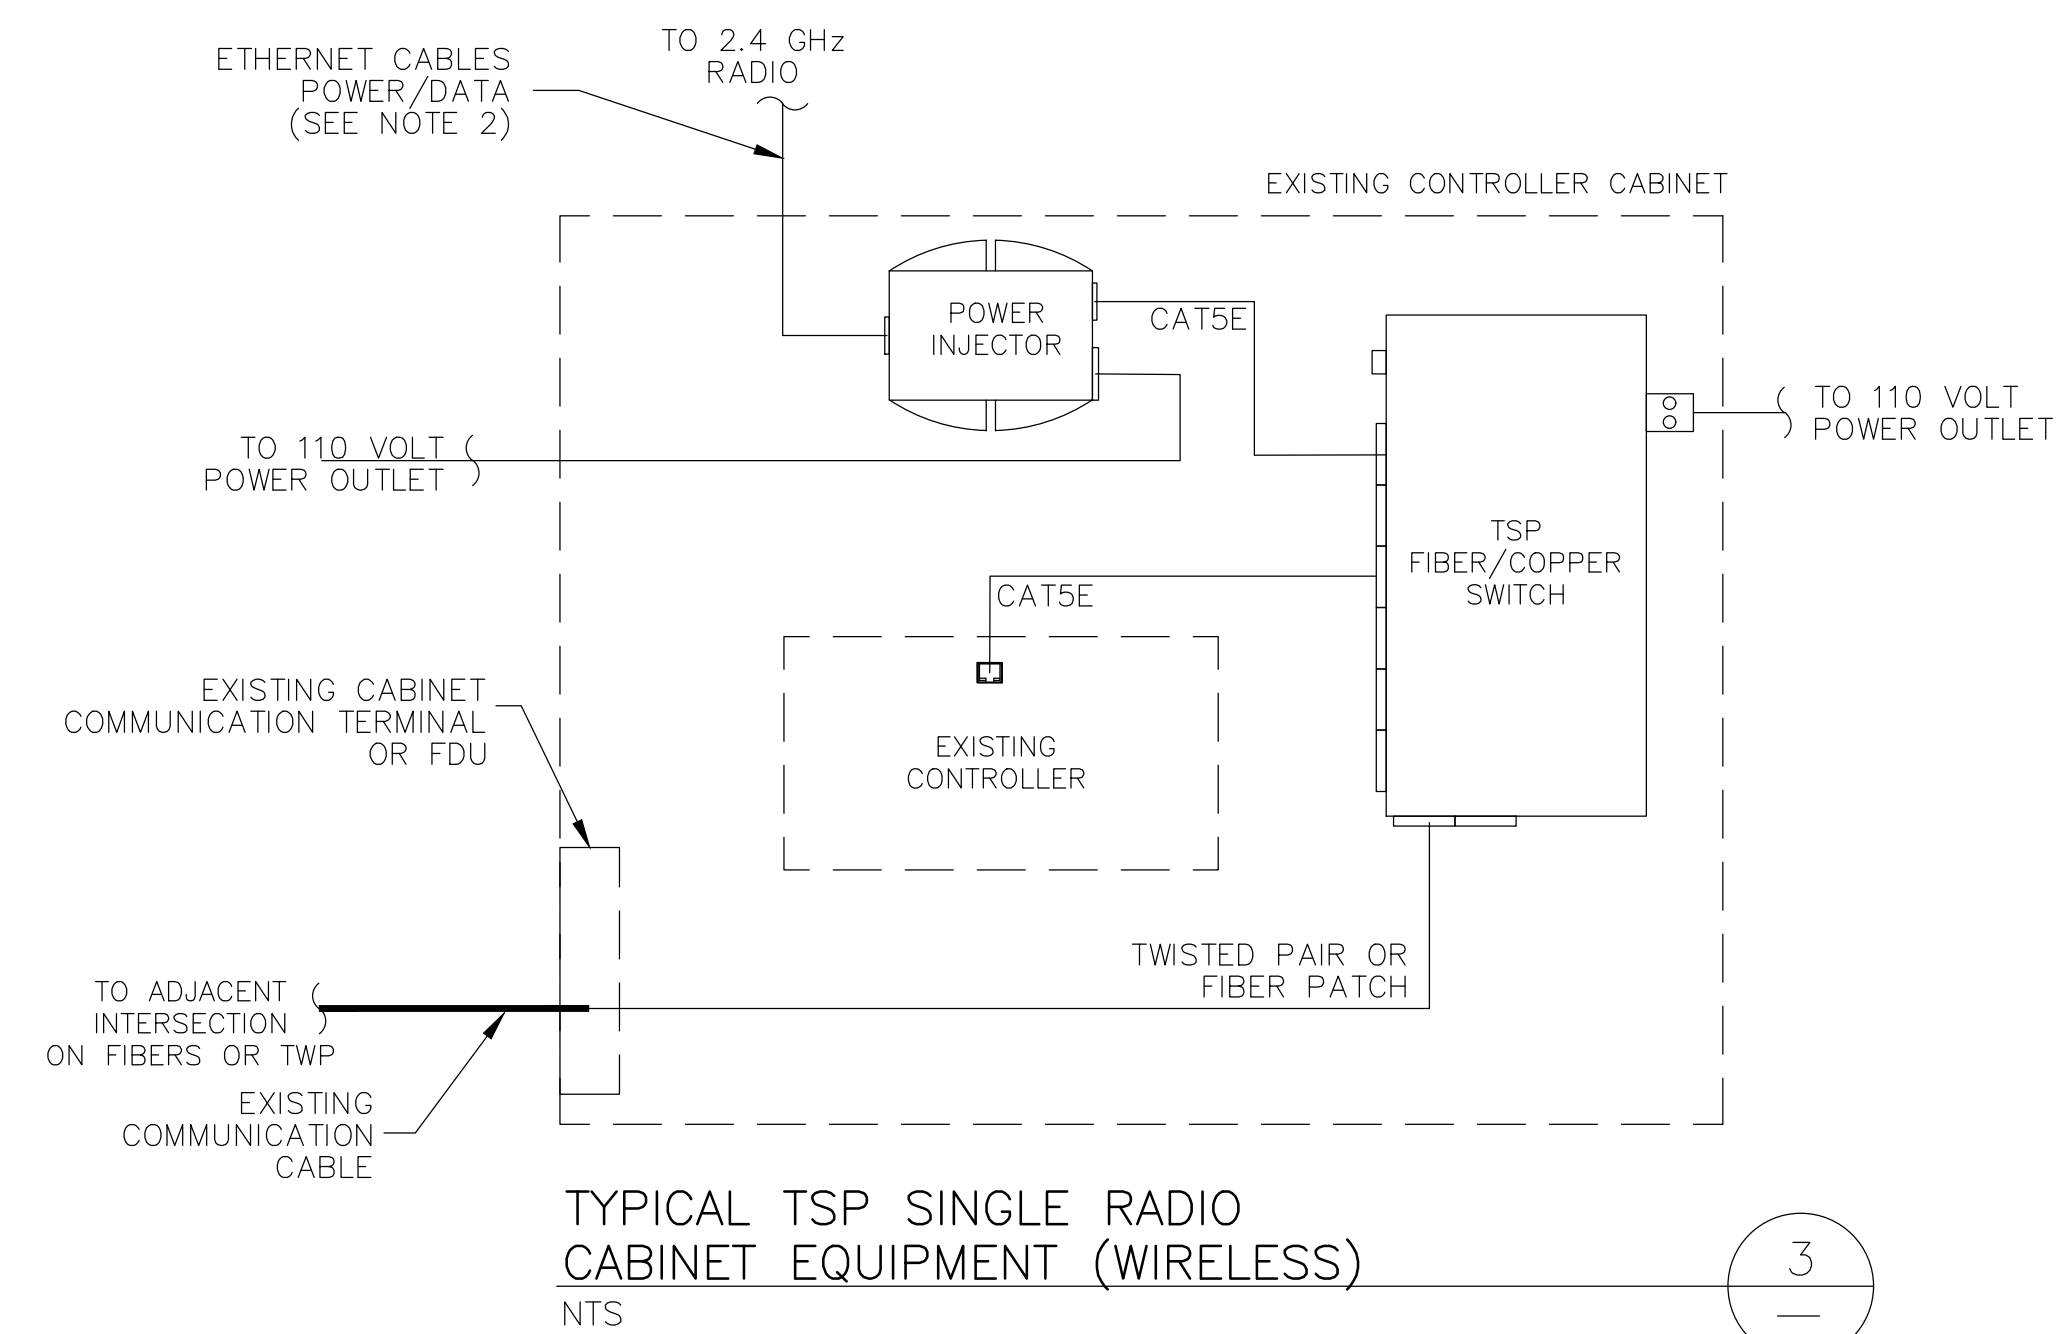 ETHERNET CABLES
POWER/DATA
(SEE NOTE 2)
TO 2.4 GHz
RADIO
EXISTING CONTROLLER CABINET
POWER
INJECTOR
CAT5E
TO 110 VOLT
POWER OUTLET
TO 110 VOLT
POWER OUTLET
TSP
FIBER/COPPER
SWITCH
CAT5E
EXISTING CABINET
COMMUNICATION TERMINAL
OR FDU
EXISTING
CONTROLLER
TWISTED PAIR OR
FIBER PATCH
TO ADJACENT
INTERSECTION
ON FIBERS OR TWP
EXISTING
COMMUNICATION
CABLE
TYPICAL TSP SINGLE RADIO
CABINET EQUIPMENT (WIRELESS)
NTS
3
—